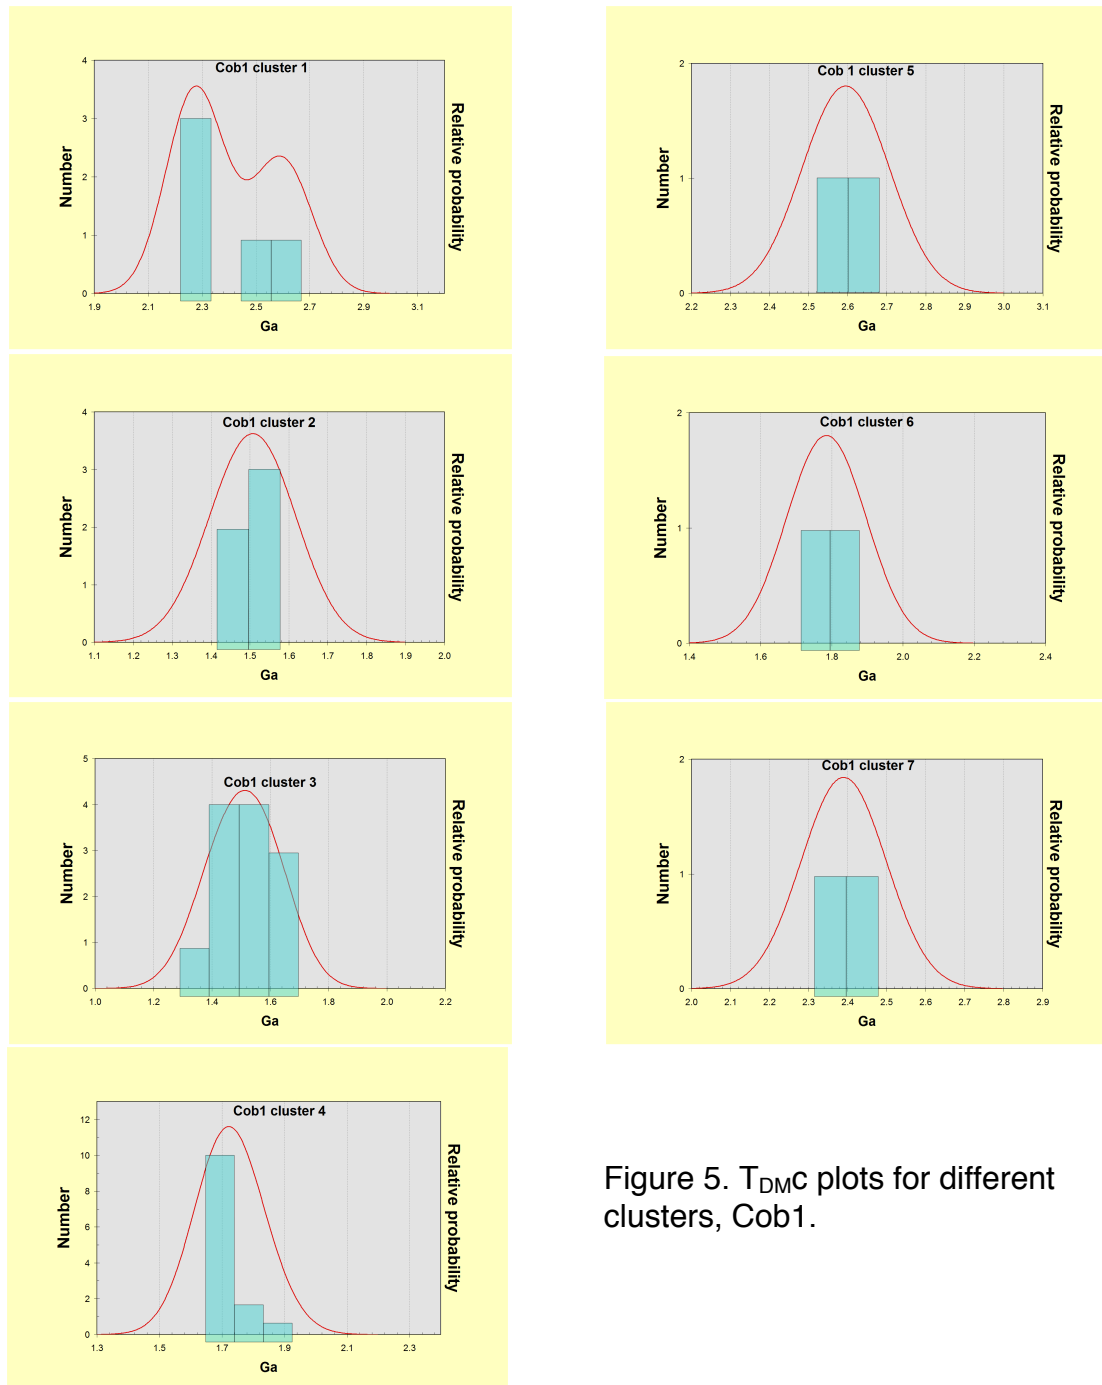 Cob1 cluster 1
4
3
2
1
0
Number
Relative probability
1.9 2.1 2.3 2.5 2.7 2.9 3.1
Ga
Cob1 cluster 2
4
3
2
1
0
Number
Relative probability
1.1 1.2 1.3 1.4 1.5 1.6 1.7 1.8 1.9 2.0
Ga
Cob1 cluster 3
5
4
3
2
1
0
Number
Relative probability
1.0 1.2 1.4 1.6 1.8 2.0 2.2
Ga
Cob1 cluster 4
12
10
8
6
4
2
0
Number
Relative probability
1.3 1.5 1.7 1.9 2.1 2.3
Ga
Cob 1 cluster 5
2
1
0
Number
Relative probability
2.2 2.3 2.4 2.5 2.6 2.7 2.8 2.9 3.0 3.1
Ga
Cob1 cluster 6
2
1
0
Number
Relative probability
1.4 1.6 1.8 2.0 2.2 2.4
Ga
Cob1 cluster 7
2
1
0
Number
Relative probability
2.0 2.1 2.2 2.3 2.4 2.5 2.6 2.7 2.8 2.9
Ga
Figure 5. TDMC plots for different
clusters, Cob1.